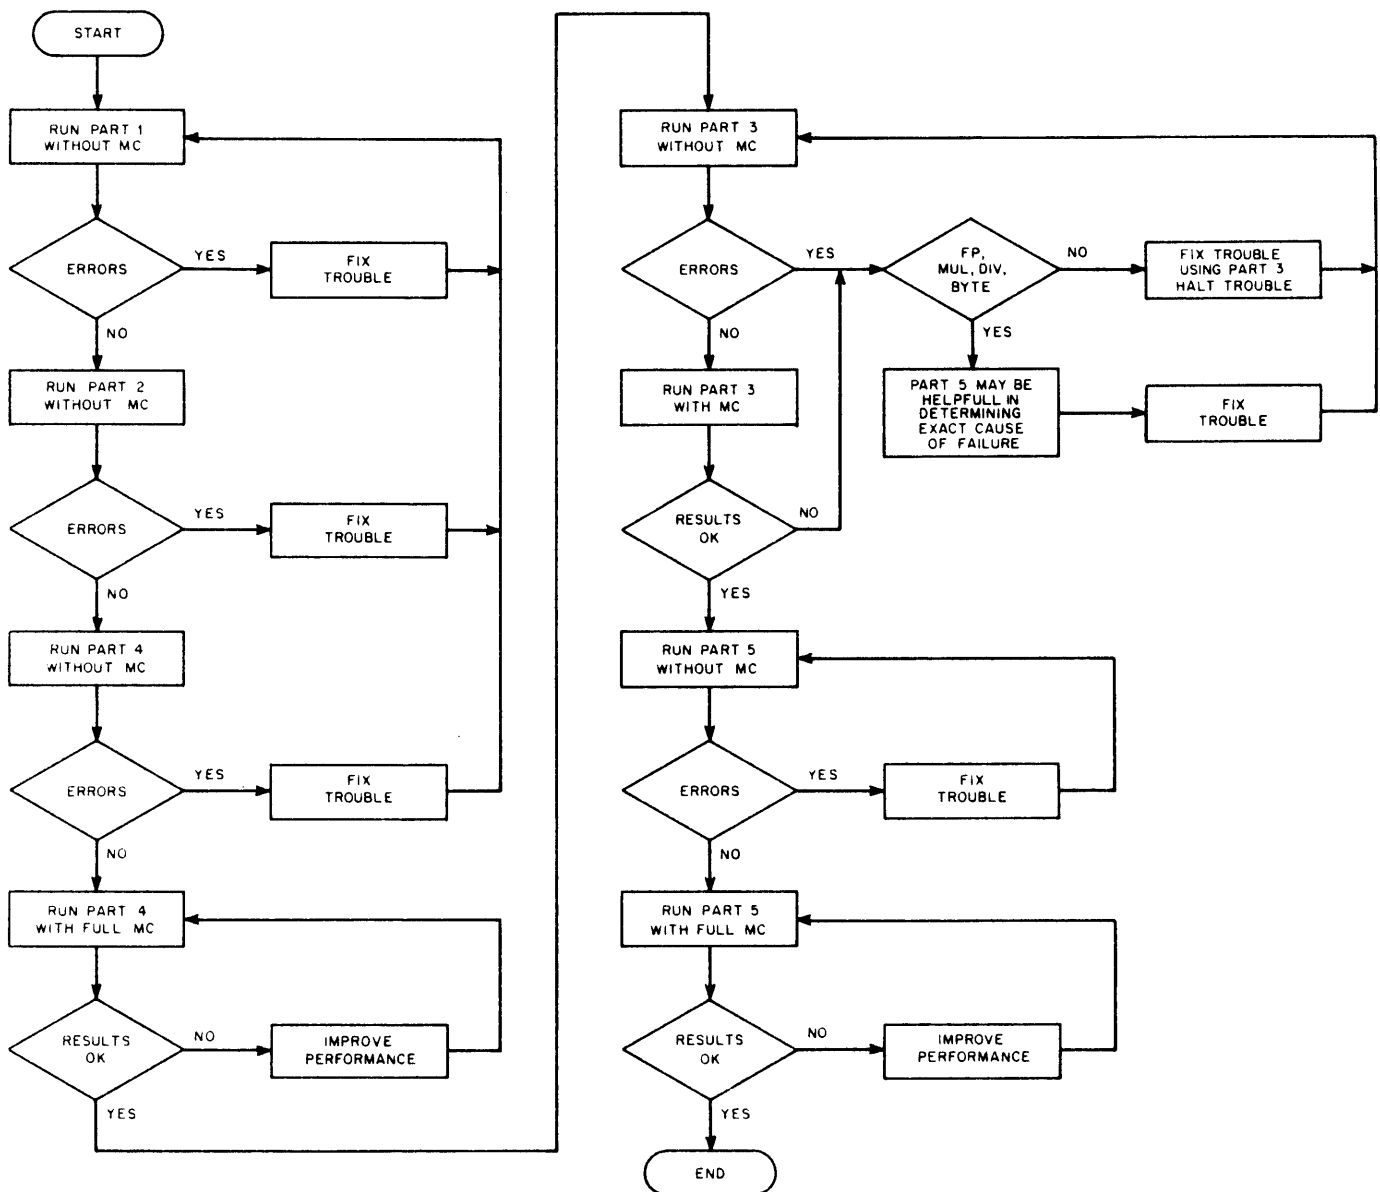 START
RUN PART 1
WITHOUT MC
ERRORS
YES
FIX
TROUBLE
NO
RUN PART 2
WITHOUT MC
ERRORS
YES
FIX
TROUBLE
NO
RUN PART 4
WITHOUT MC
ERRORS
YES
FIX
TROUBLE
NO
RUN PART 4
WITH FULL MC
RESULTS
OK
NO
IMPROVE
PERFORMANCE
YES
RUN PART 3
WITHOUT MC
ERRORS
YES
FP,
MUL, DIV,
BYTE
NO
FIX TROUBLE
USING PART 3
HALT TROUBLE
YES
PART 5 MAY BE
HELPFULL IN
DETERMINING
EXACT CAUSE
OF FAILURE
FIX
TROUBLE
NO
RUN PART 3
WITH MC
RESULTS
OK
NO
YES
RUN PART 5
WITHOUT MC
ERRORS
YES
FIX
TROUBLE
NO
RUN PART 5
WITH FULL MC
RESULTS
OK
NO
IMPROVE
PERFORMANCE
YES
END